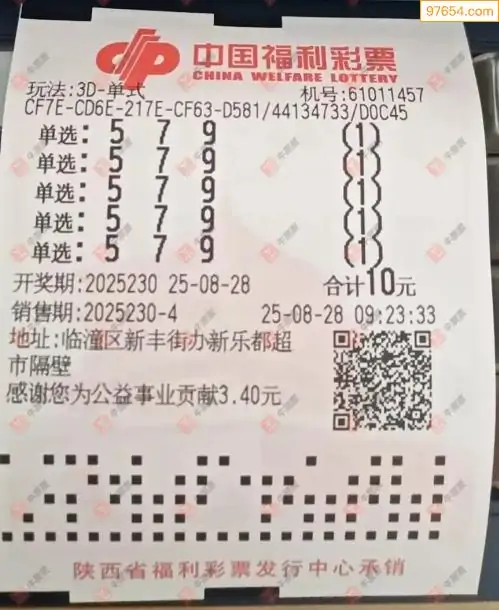 97654.com
中国福利彩票
CHINA WELFARE LOTTERY
玩法:3D-单式 机号:61011457
CF7E-CD6E-217E-CF63-D581/44134733/D0C45
单选: 5 7 9 (1)
单选: 5 7 9 (1)
单选: 5 7 9 (1)
单选: 5 7 9 (1)
单选: 5 7 9 (1)
开奖期:2025230 25-08-28 合计10元
销售期:2025230-4 25-08-28 09:23:33
地址:临潼区新丰街办新乐都超
市隔壁
感谢您为公益事业贡献3.40元
陕西省福利彩票发行中心承销